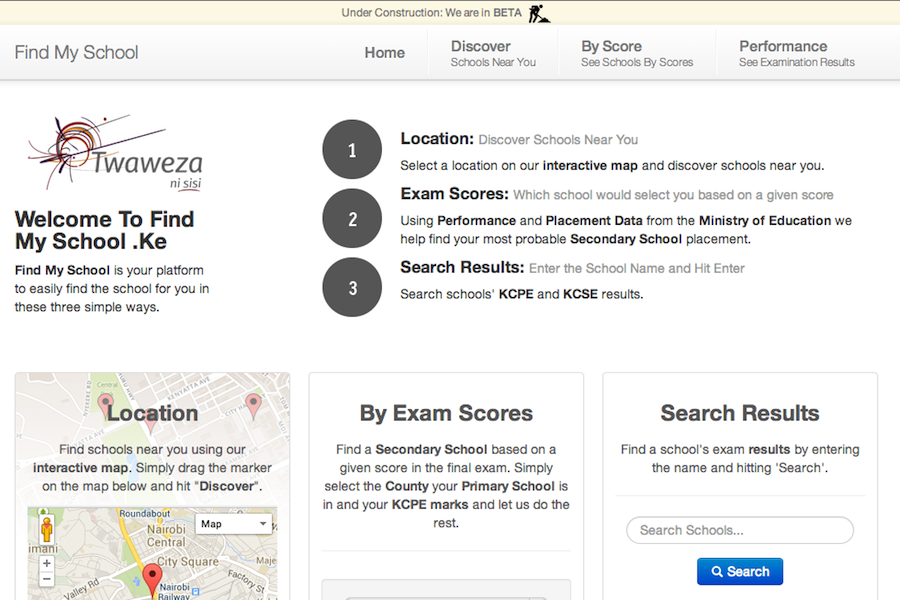 Under Construction: We are in BETA
Find My School
Home
Discover
Schools Near You
By Score
See Schools By Scores
Performance
See Examination Results
Twaweza
ni sisi
Welcome To Find
My School .Ke
Find My School is your platform
to easily find the school for you in
these three simple ways.
1
Location: Discover Schools Near You
Select a location on our interactive map and discover schools near you.
2
Exam Scores: Which school would select you based on a given score
Using Performance and Placement Data from the Ministry of Education we
help find your most probable Secondary School placement.
3
Search Results: Enter the School Name and Hit Enter
Search schools' KCPE and KCSE results.
Location
Find schools near you using our
interactive map. Simply drag the marker
on the map below and hit "Discover".
Central
KENYATTA AVE
CITY HA
Roundabout
Map
Nairobi
Central
City Square
imani
Maje
Valley Rd
Factory St
Nairobi
Railway
+
−
By Exam Scores
Find a Secondary School based on a
given score in the final exam. Simply
select the County your Primary School is
in and your KCPE marks and let us do the
rest.
Search Results
Find a school's exam results by entering
the name and hitting 'Search'.
Search Schools...
Search